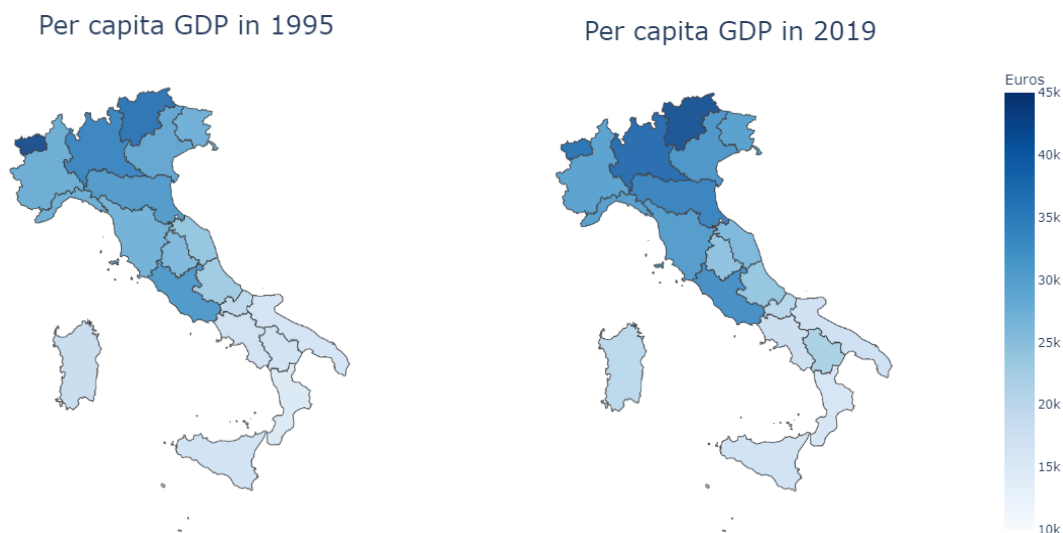 Per capita GDP in 1995
Per capita GDP in 2019
Euros
45k
40k
35k
30k
25k
20k
15k
10k